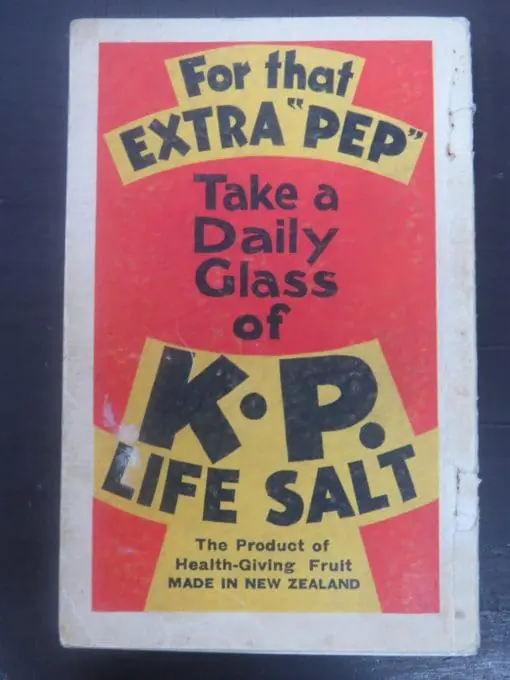 For that
EXTRA "PEP"
Take a
Daily
Glass
of
K·P.
LIFE SALT
The Product of
Health-Giving Fruit
MADE IN NEW ZEALAND